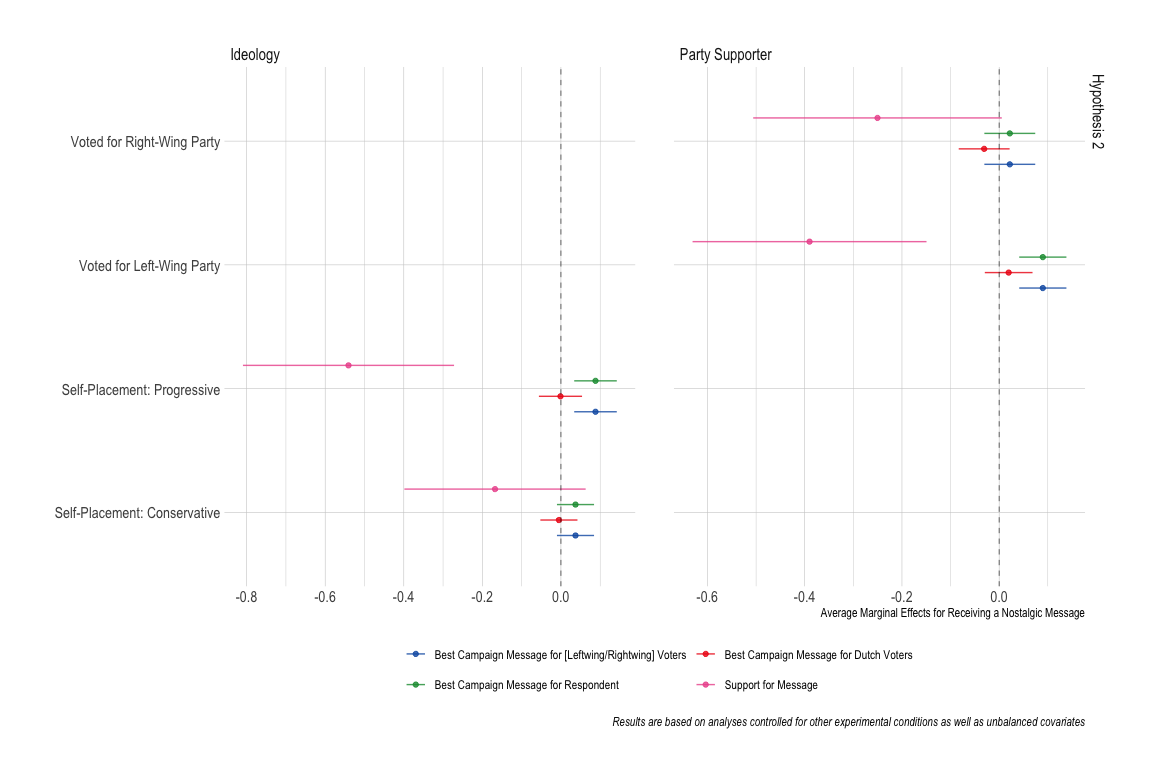 Ideology
Party Supporter
Hypothesis 2
Voted for Right-Wing Party
Voted for Left-Wing Party
Self-Placement: Progressive
Self-Placement: Conservative
-0.8 -0.6 -0.4 -0.2 0.0
-0.6 -0.4 -0.2 0.0
Average Marginal Effects for Receiving a Nostalgic Message
Best Campaign Message for [Leftwing/Rightwing] Voters
Best Campaign Message for Dutch Voters
Best Campaign Message for Respondent
Support for Message
Results are based on analyses controlled for other experimental conditions as well as unbalanced covariates